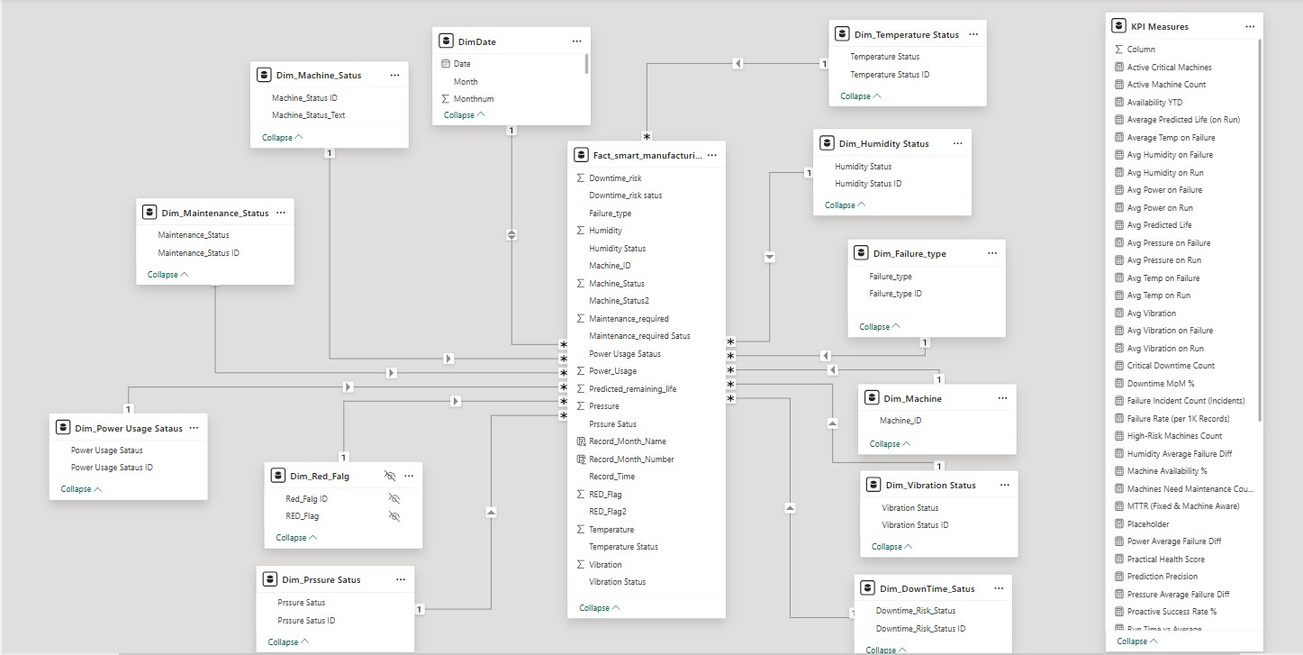 DimDate
Date
Month
Monthnum
Collapse
Dim_Machine_Satus
Machine_Status ID
Machine_Status_Text
Collapse
Dim_Maintenance_Status
Maintenance_Status
Maintenance_Status ID
Collapse
Dim_Power Usage Sataus
Power Usage Sataus
Power Usage Sataus ID
Collapse
Dim_Red_Falg
Red_Falg ID
RED_Flag
Collapse
Dim_Prssure Satus
Prssure Satus
Prssure Satus ID
Collapse
Fact_smart_manufacturi...
Downtime_risk
Downtime_risk satus
Failure_type
Humidity
Humidity Status
Machine_ID
Machine_Status
Machine_Status2
Maintenance_required
Maintenance_required Satus
Power Usage Sataus
Power_Usage
Predicted_remaining_life
Pressure
Prssure Satus
Record_Month_Name
Record_Month_Number
Record_Time
RED_Flag
RED_Flag2
Temperature
Temperature Status
Vibration
Vibration Status
Collapse
Dim_Temperature Status
Temperature Status
Temperature Status ID
Collapse
Dim_Humidity Status
Humidity Status
Humidity Status ID
Collapse
Dim_Failure_type
Failure_type
Failure_type ID
Collapse
Dim_Machine
Machine_ID
Collapse
Dim_Vibration Status
Vibration Status
Vibration Status ID
Collapse
Dim_DownTime_Satus
Downtime_Risk_Status
Downtime_Risk_Status ID
Collapse
KPI Measures
Column
Active Critical Machines
Active Machine Count
Availability YTD
Average Predicted Life (on Run)
Average Temp on Failure
Avg Humidity on Failure
Avg Humidity on Run
Avg Power on Failure
Avg Power on Run
Avg Predicted Life
Avg Pressure on Failure
Avg Pressure on Run
Avg Temp on Failure
Avg Temp on Run
Avg Vibration
Avg Vibration on Failure
Avg Vibration on Run
Critical Downtime Count
Downtime MoM %
Failure Incident Count (Incidents)
Failure Rate (per 1K Records)
High-Risk Machines Count
Humidity Average Failure Diff
Machine Availability %
Machines Need Maintenance Cou...
MTTR (Fixed & Machine Aware)
Placeholder
Power Average Failure Diff
Practical Health Score
Prediction Precision
Pressure Average Failure Diff
Proactive Success Rate %
Run Time vs Average
Collapse